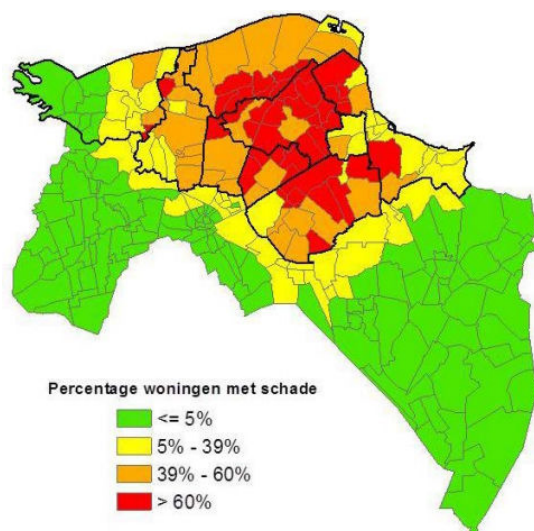 Percentage woningen met schade
<= 5%
5% - 39%
39% - 60%
> 60%